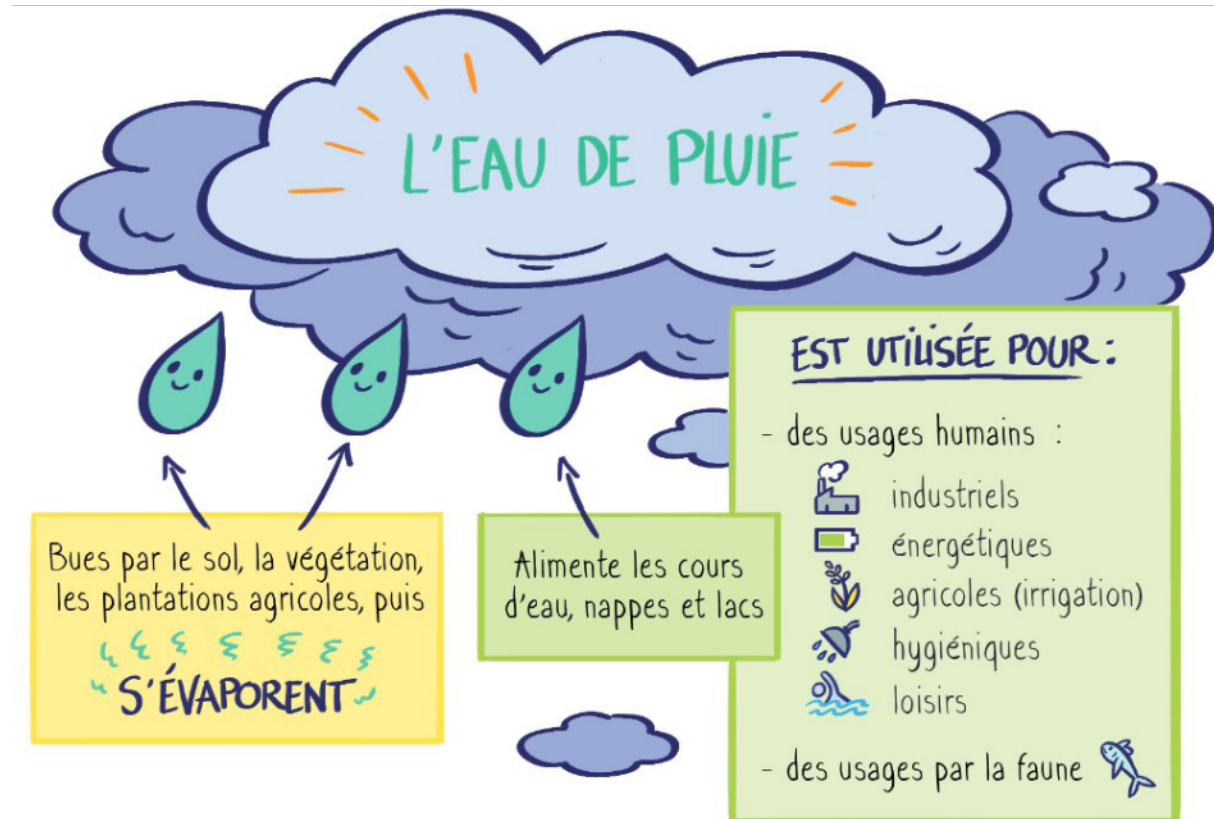 L'EAU DE PLUIE
Bues par le sol, la végétation,
les plantations agricoles, puis
S'ÉVAPORENT
Alimente les cours
d'eau, nappes et lacs
EST UTILISÉE POUR :
- des usages humains :
industriels
énergétiques
agricoles (irrigation)
hygiéniques
loisirs
- des usages par la faune